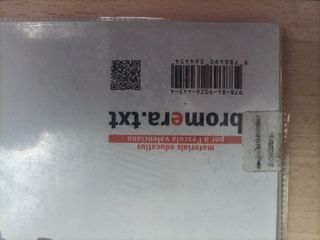 materials educatius
per a l'escola valenciana
bromera.txt
978-84-9026-445-4
9 788490 264454